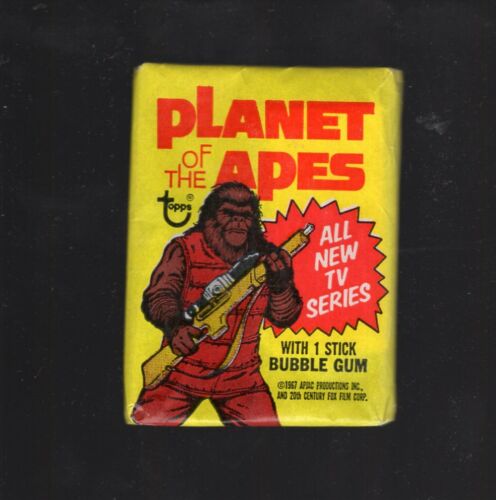 PLANET
OF
THE APES
topps®
ALL
NEW
TV
SERIES
WITH 1 STICK
BUBBLE GUM
©1967 APJAC PRODUCTIONS INC.,
AND 20th CENTURY FOX FILM CORP.